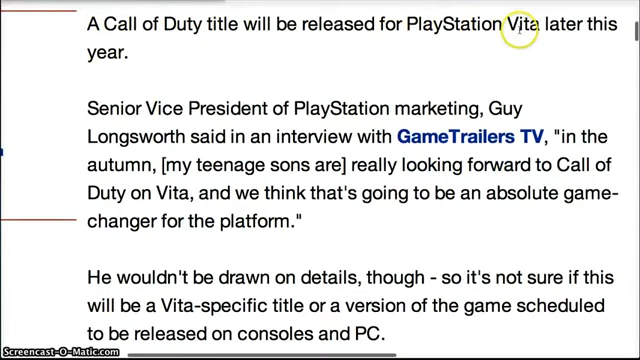 A Call of Duty title will be released for PlayStation Vita later this
year.
Senior Vice President of PlayStation marketing, Guy
Longsworth said in an interview with GameTrailers TV, "in the
autumn, [my teenage sons are] really looking forward to Call of
Duty on Vita, and we think that's going to be an absolute game-
changer for the platform."
He wouldn't be drawn on details, though - so it's not sure if this
will be a Vita-specific title or a version of the game scheduled
to be released on consoles and PC.
Screencast-O-Matic.com